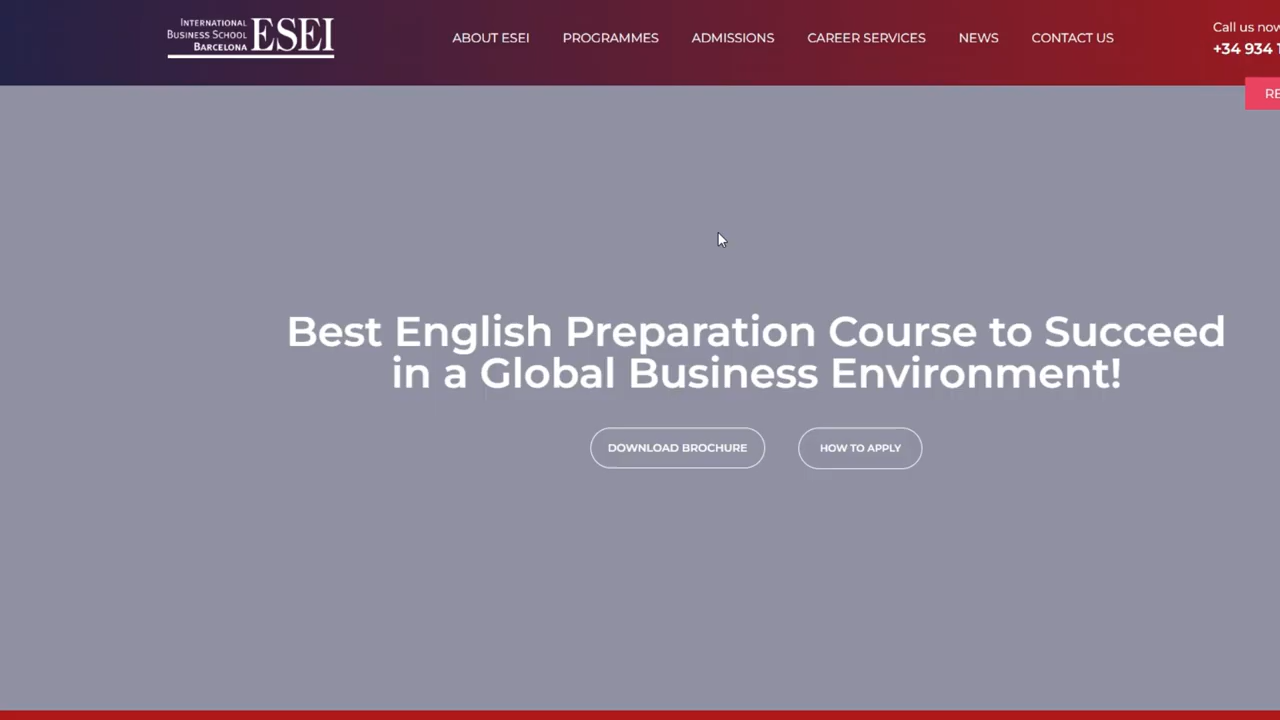 INTERNATIONAL
BUSINESS SCHOOL
BARCELONA
ESEI
ABOUT ESEI
PROGRAMMES
ADMISSIONS
CAREER SERVICES
NEWS
CONTACT US
Call us now
+34 934
Best English Preparation Course to Succeed
in a Global Business Environment!
DOWNLOAD BROCHURE
HOW TO APPLY